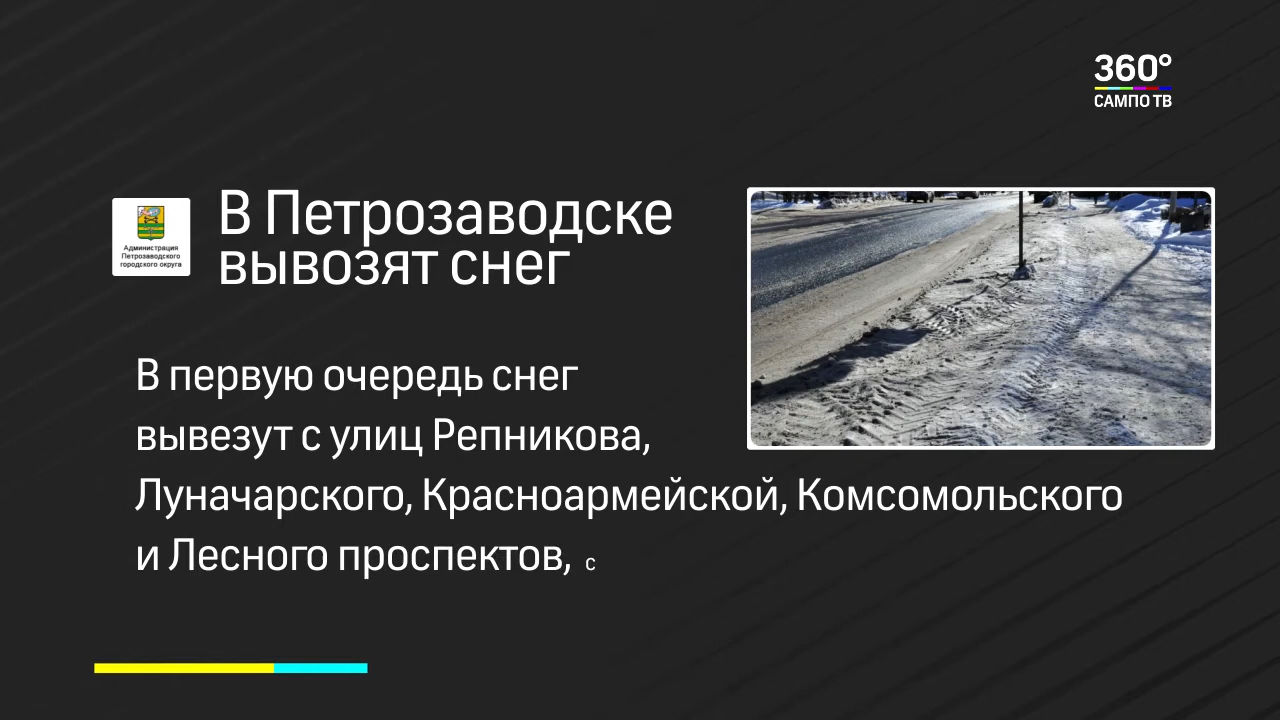 360°
САМПО ТВ
В Петрозаводске
вывозят снег
Администрация
Петрозаводского
городского округа
В первую очередь снег
вывезут с улиц Репникова,
Луначарского, Красноармейской, Комсомольского
и Лесного проспектов, с